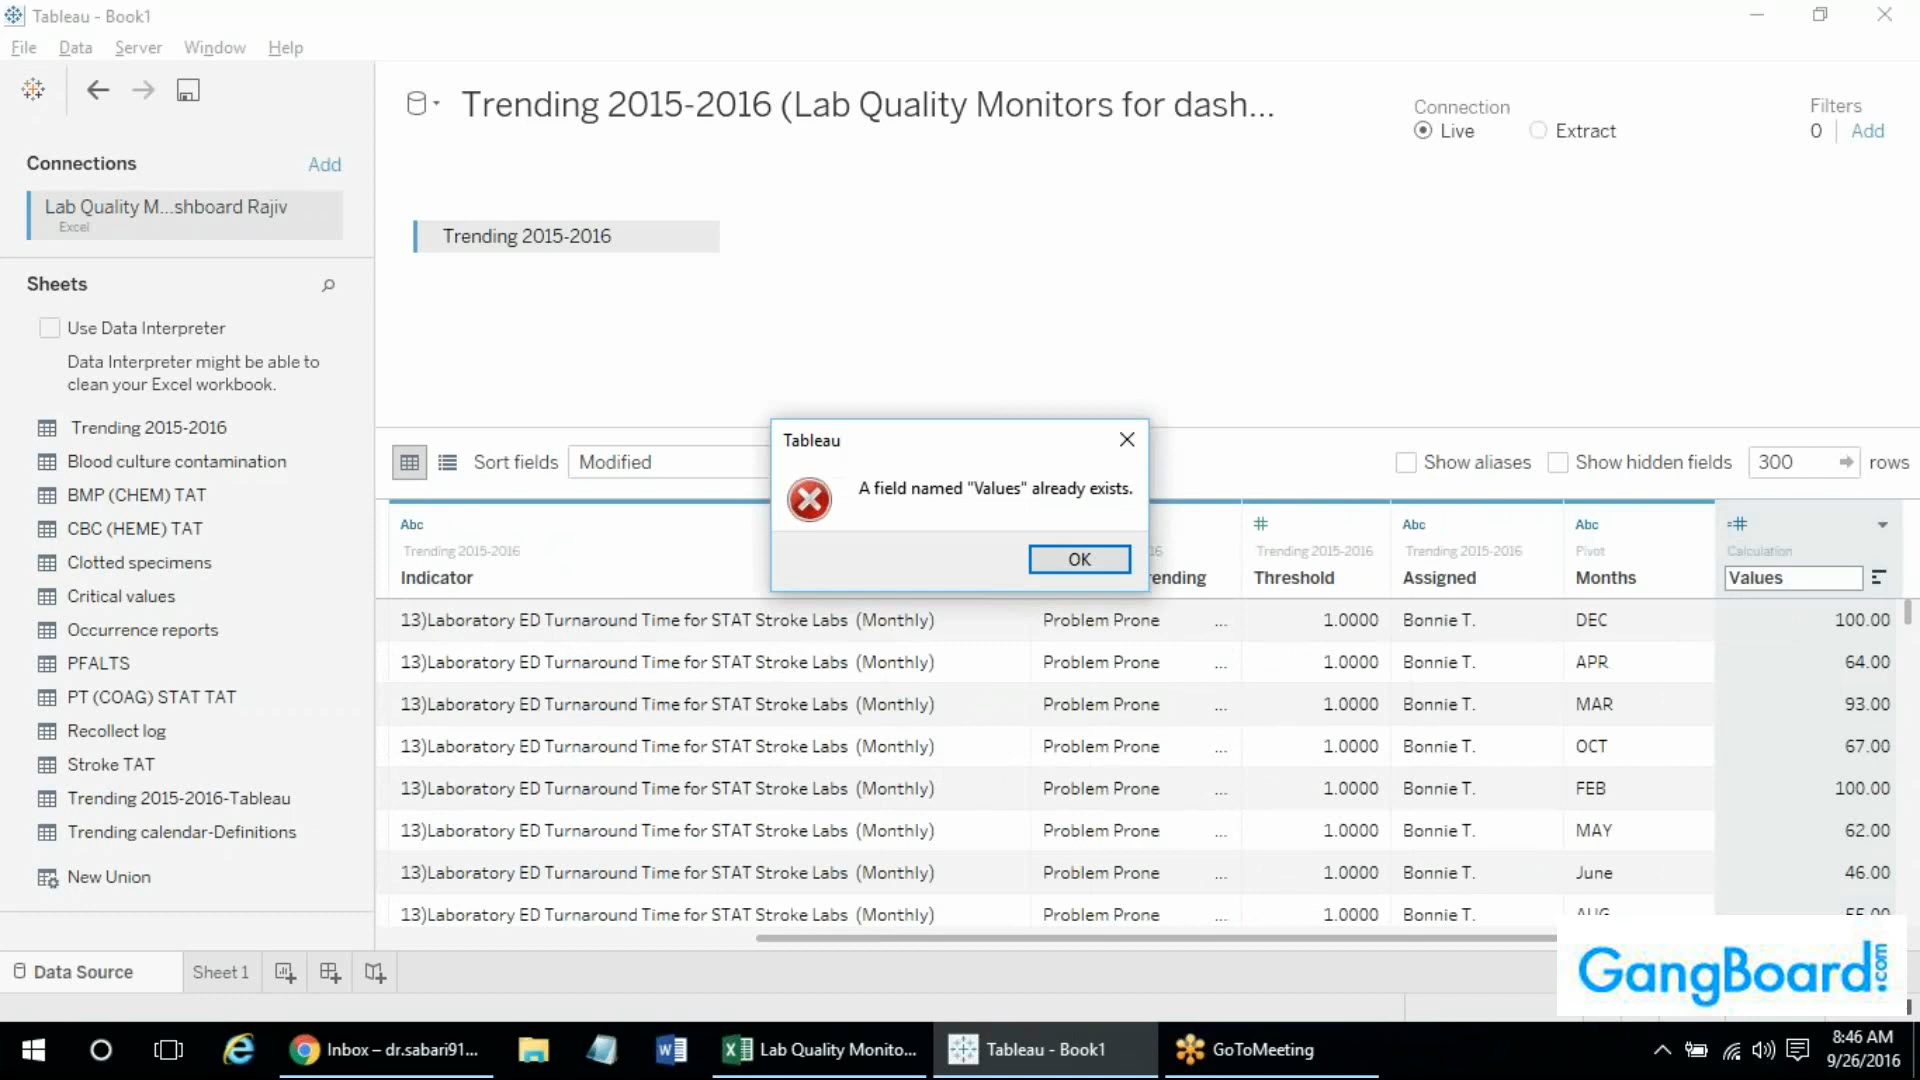 Tableau - Book1
File Data Server Window Help
Connections Add
Lab Quality M...shboard Rajiv
Excel
Sheets
Use Data Interpreter
Data Interpreter might be able to
clean your Excel workbook.
Trending 2015-2016
Blood culture contamination
BMP (CHEM) TAT
CBC (HEME) TAT
Clotted specimens
Critical values
Occurrence reports
PFALTS
PT (COAG) STAT TAT
Recollect log
Stroke TAT
Trending 2015-2016-Tableau
Trending calendar-Definitions
New Union
Trending 2015-2016 (Lab Quality Monitors for dash...
Connection
Live Extract
Filters
0 Add
Trending 2015-2016
Sort fields Modified
Show aliases Show hidden fields 300 rows
Tableau
A field named "Values" already exists.
OK
Abc # Abc Abc =#
Trending 2015-2016 16 Trending 2015-2016 Trending 2015-2016 Pivot Calculation
Indicator ending Threshold Assigned Months Values
13)Laboratory ED Turnaround Time for STAT Stroke Labs (Monthly) Problem Prone ... 1.0000 Bonnie T. DEC 100.00
13)Laboratory ED Turnaround Time for STAT Stroke Labs (Monthly) Problem Prone ... 1.0000 Bonnie T. APR 64.00
13)Laboratory ED Turnaround Time for STAT Stroke Labs (Monthly) Problem Prone ... 1.0000 Bonnie T. MAR 93.00
13)Laboratory ED Turnaround Time for STAT Stroke Labs (Monthly) Problem Prone ... 1.0000 Bonnie T. OCT 67.00
13)Laboratory ED Turnaround Time for STAT Stroke Labs (Monthly) Problem Prone ... 1.0000 Bonnie T. FEB 100.00
13)Laboratory ED Turnaround Time for STAT Stroke Labs (Monthly) Problem Prone ... 1.0000 Bonnie T. MAY 62.00
13)Laboratory ED Turnaround Time for STAT Stroke Labs (Monthly) Problem Prone ... 1.0000 Bonnie T. June 46.00
13)Laboratory ED Turnaround Time for STAT Stroke Labs (Monthly) Problem Prone ... 1.0000 Bonnie T. AUG 55.00
Data Source Sheet 1
GangBoard.com
Inbox – dr.sabari91... Lab Quality Monito... Tableau - Book1 GoToMeeting
8:46 AM
9/26/2016